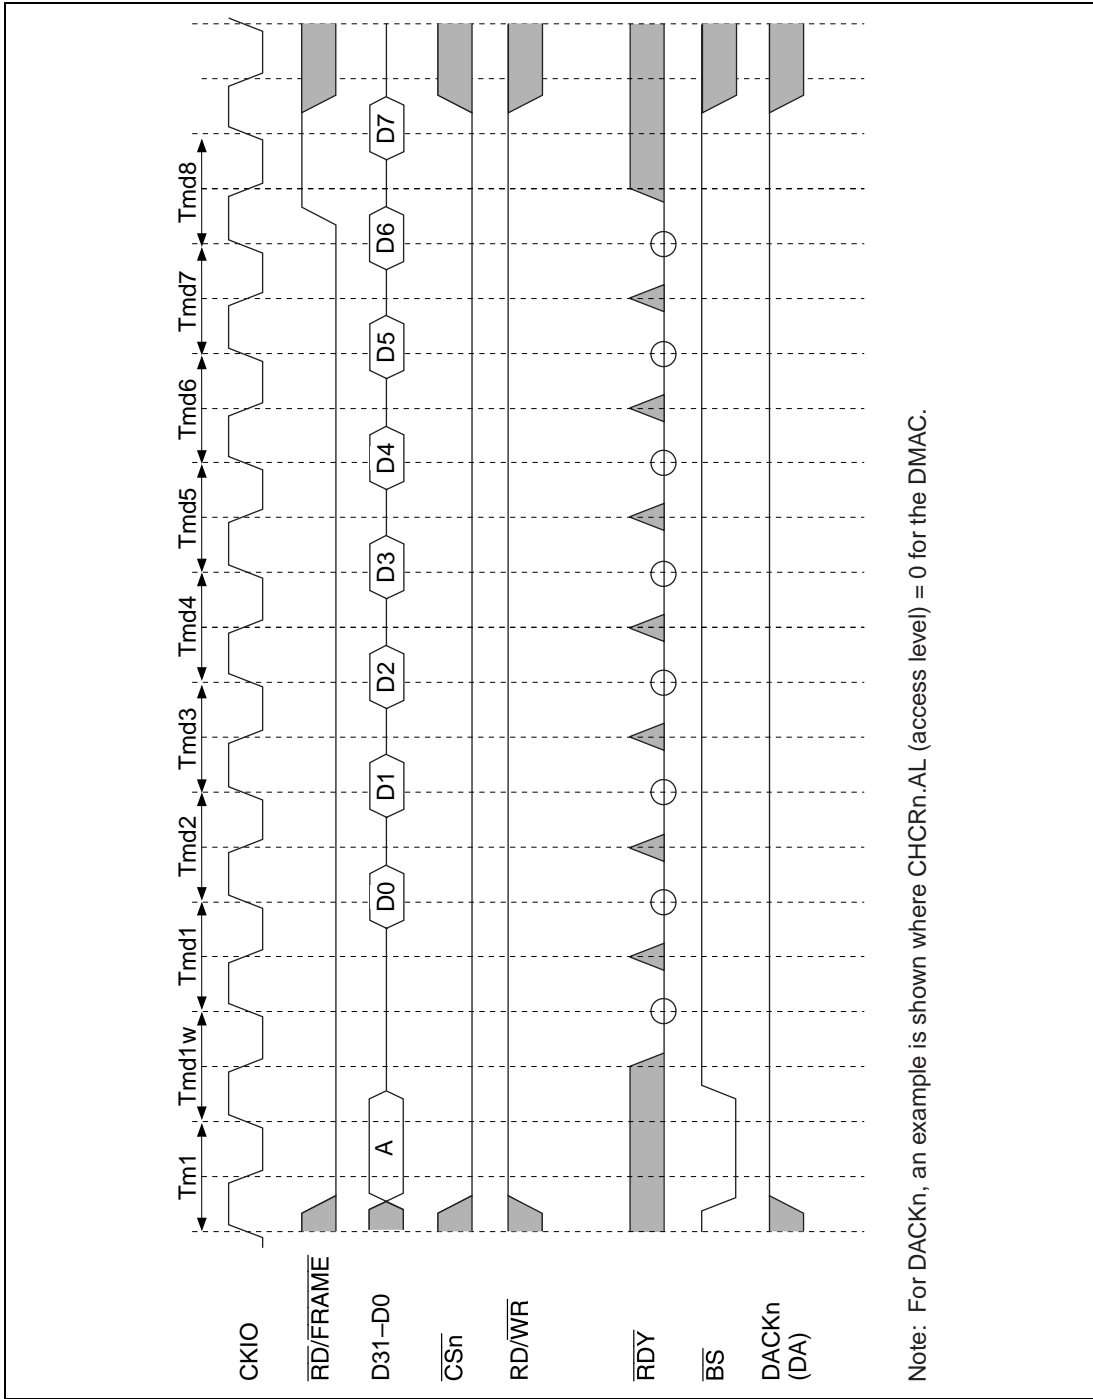 Tm1 Tmd1w Tmd1 Tmd2 Tmd3 Tmd4 Tmd5 Tmd6 Tmd7 Tmd8
CKIO
RD/FRAME
D31–D0
A D0 D1 D2 D3 D4 D5 D6 D7
CSn
RD/WR
RDY
BS
DACKn
(DA)
Note: For DACKn, an example is shown where CHCRn.AL (access level) = 0 for the DMAC.